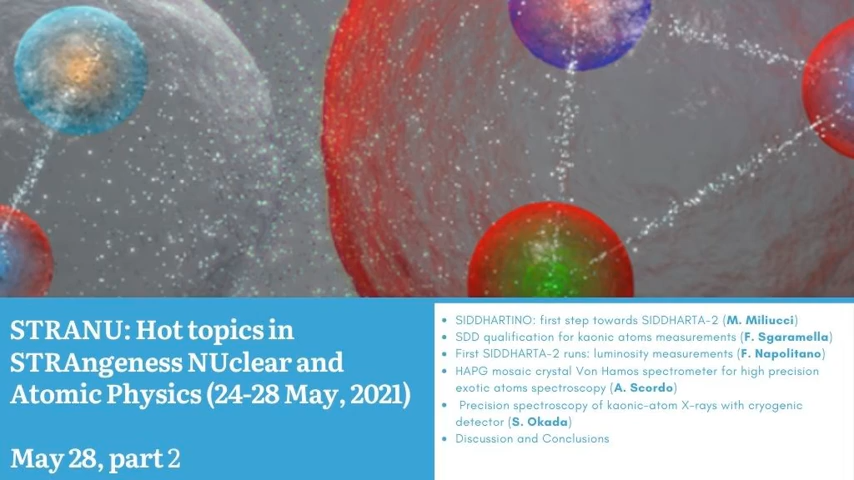 STRANU: Hot topics in
STRAngeness NUclear and
Atomic Physics (24-28 May, 2021)
May 28, part 2
• SIDDHARTINO: first step towards SIDDHARTA-2 (M. Miliucci)
• SDD qualification for kaonic atoms measurements (F. Sgaramella)
• First SIDDHARTA-2 runs: luminosity measurements (F. Napolitano)
• HAPG mosaic crystal Von Hamos spectrometer for high precision
exotic atoms spectroscopy (A. Scordo)
• Precision spectroscopy of kaonic-atom X-rays with cryogenic
detector (S. Okada)
• Discussion and Conclusions